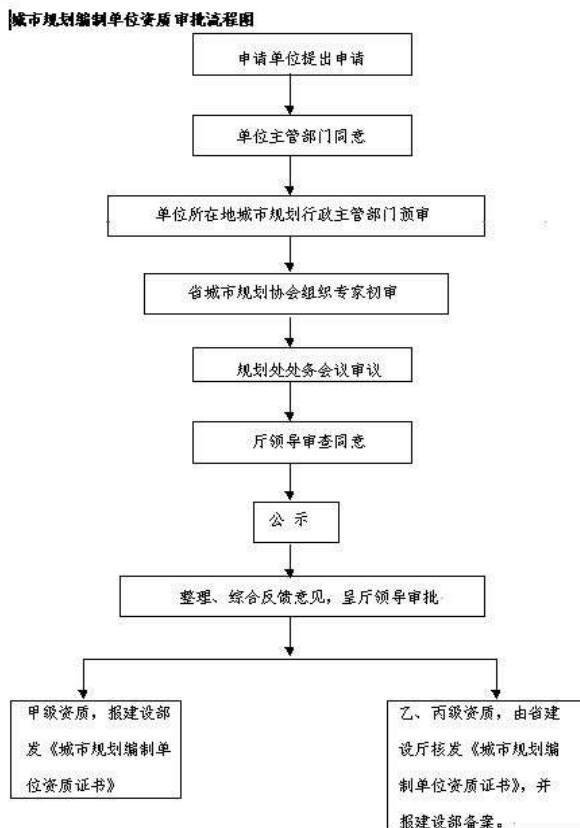 城市规划编制单位资质审批流程图
申请单位提出申请
单位主管部门同意
单位所在地城市规划行政主管部门预审
省城市规划协会组织专家初审
规划处处务会议审议
厅领导审查同意
公 示
整理、综合反馈意见，呈厅领导审批
甲级资质，报建设部
发《城市规划编制单
位资质证书》
乙、丙级资质，由省建
设厅核发《城市规划编
制单位资质证书》，并
报建设部备案。